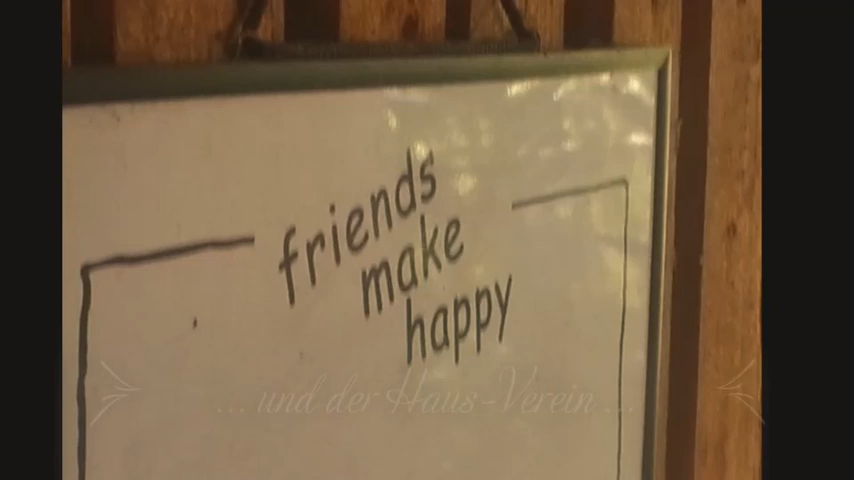 friends
make
happy
... und der Haus-Verein ...